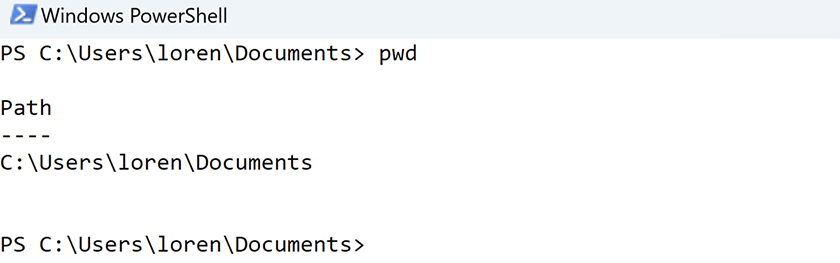 Windows PowerShell
PS C:\Users\loren\Documents> pwd
Path
----
C:\Users\loren\Documents
PS C:\Users\loren\Documents>